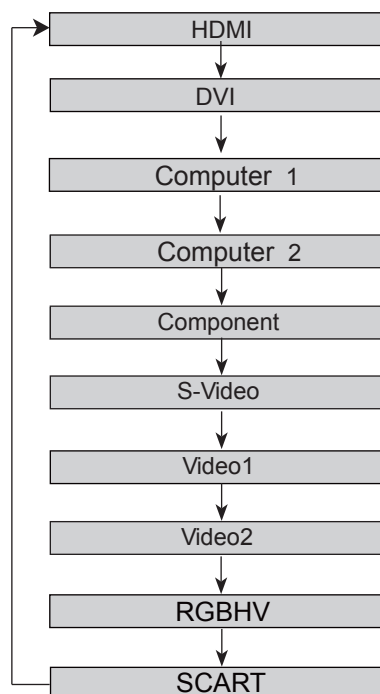 HDMI
DVI
Computer 1
Computer 2
Component
S-Video
Video1
Video2
RGBHV
SCART